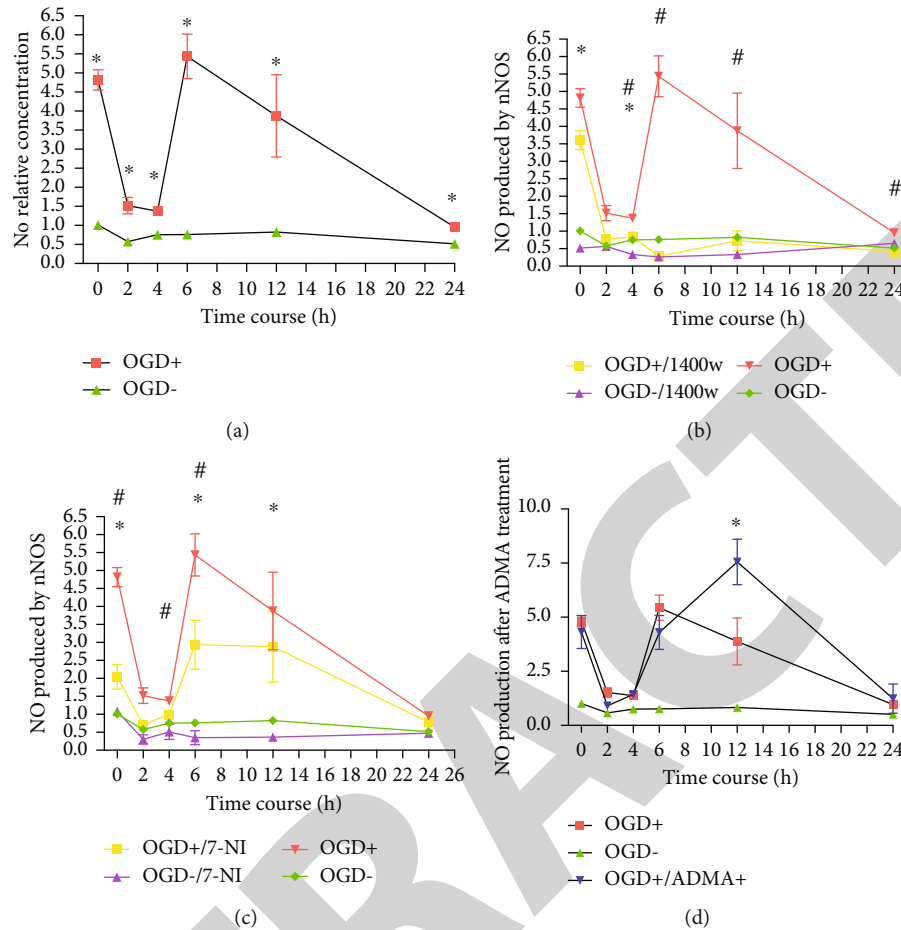 No relative concentration
6.5
6.0
5.5
5.0
4.5
4.0
3.5
3.0
2.5
2.0
1.5
1.0
0.5
0.0
* * * * * *
0 2 4 6 8 10 12 14 16 18 20 22 24
Time course (h)
OGD+
OGD-
(a)
NO produced by nNOS
6.5
6.0
5.5
5.0
4.5
4.0
3.5
3.0
2.5
2.0
1.5
1.0
0.5
0.0
# #
*
#
*
#
0 2 4 6 8 10 12 14 16 18 20 22 24
Time course (h)
OGD+/1400w OGD+
OGD-/1400w OGD-
(b)
NO produced by nNOS
6.5
6.0
5.5
5.0
4.5
4.0
3.5
3.0
2.5
2.0
1.5
1.0
0.5
0.0
# #
* * *
#
0 2 4 6 8 10 12 14 16 18 20 22 24 26
Time course (h)
OGD+/7-NI OGD+
OGD-/7-NI OGD-
(c)
NO production after ADMA treatment
10.0
7.5
5.0
2.5
0.0
*
0 2 4 6 8 10 12 14 16 18 20 22 24
Time course (h)
OGD+
OGD-
OGD+/ADMA+
(d)
RACT